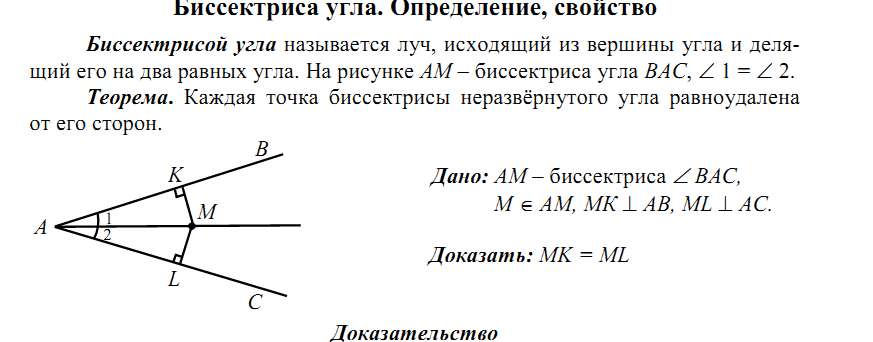 Биссектриса угла. Определение, свойство
Биссектрисой угла называется луч, исходящий из вершины угла и деля-
щий его на два равных угла. На рисунке AM – биссектриса угла BAC, ∠ 1 = ∠ 2.
Теорема. Каждая точка биссектрисы неразвёрнутого угла равноудалена
от его сторон.
B
K
M
A
1
2
L
C
Дано: AM – биссектриса ∠ BAC,
M ∈ AM, MK ⊥ AB, ML ⊥ AC.
Доказать: MK = ML
Доказательство